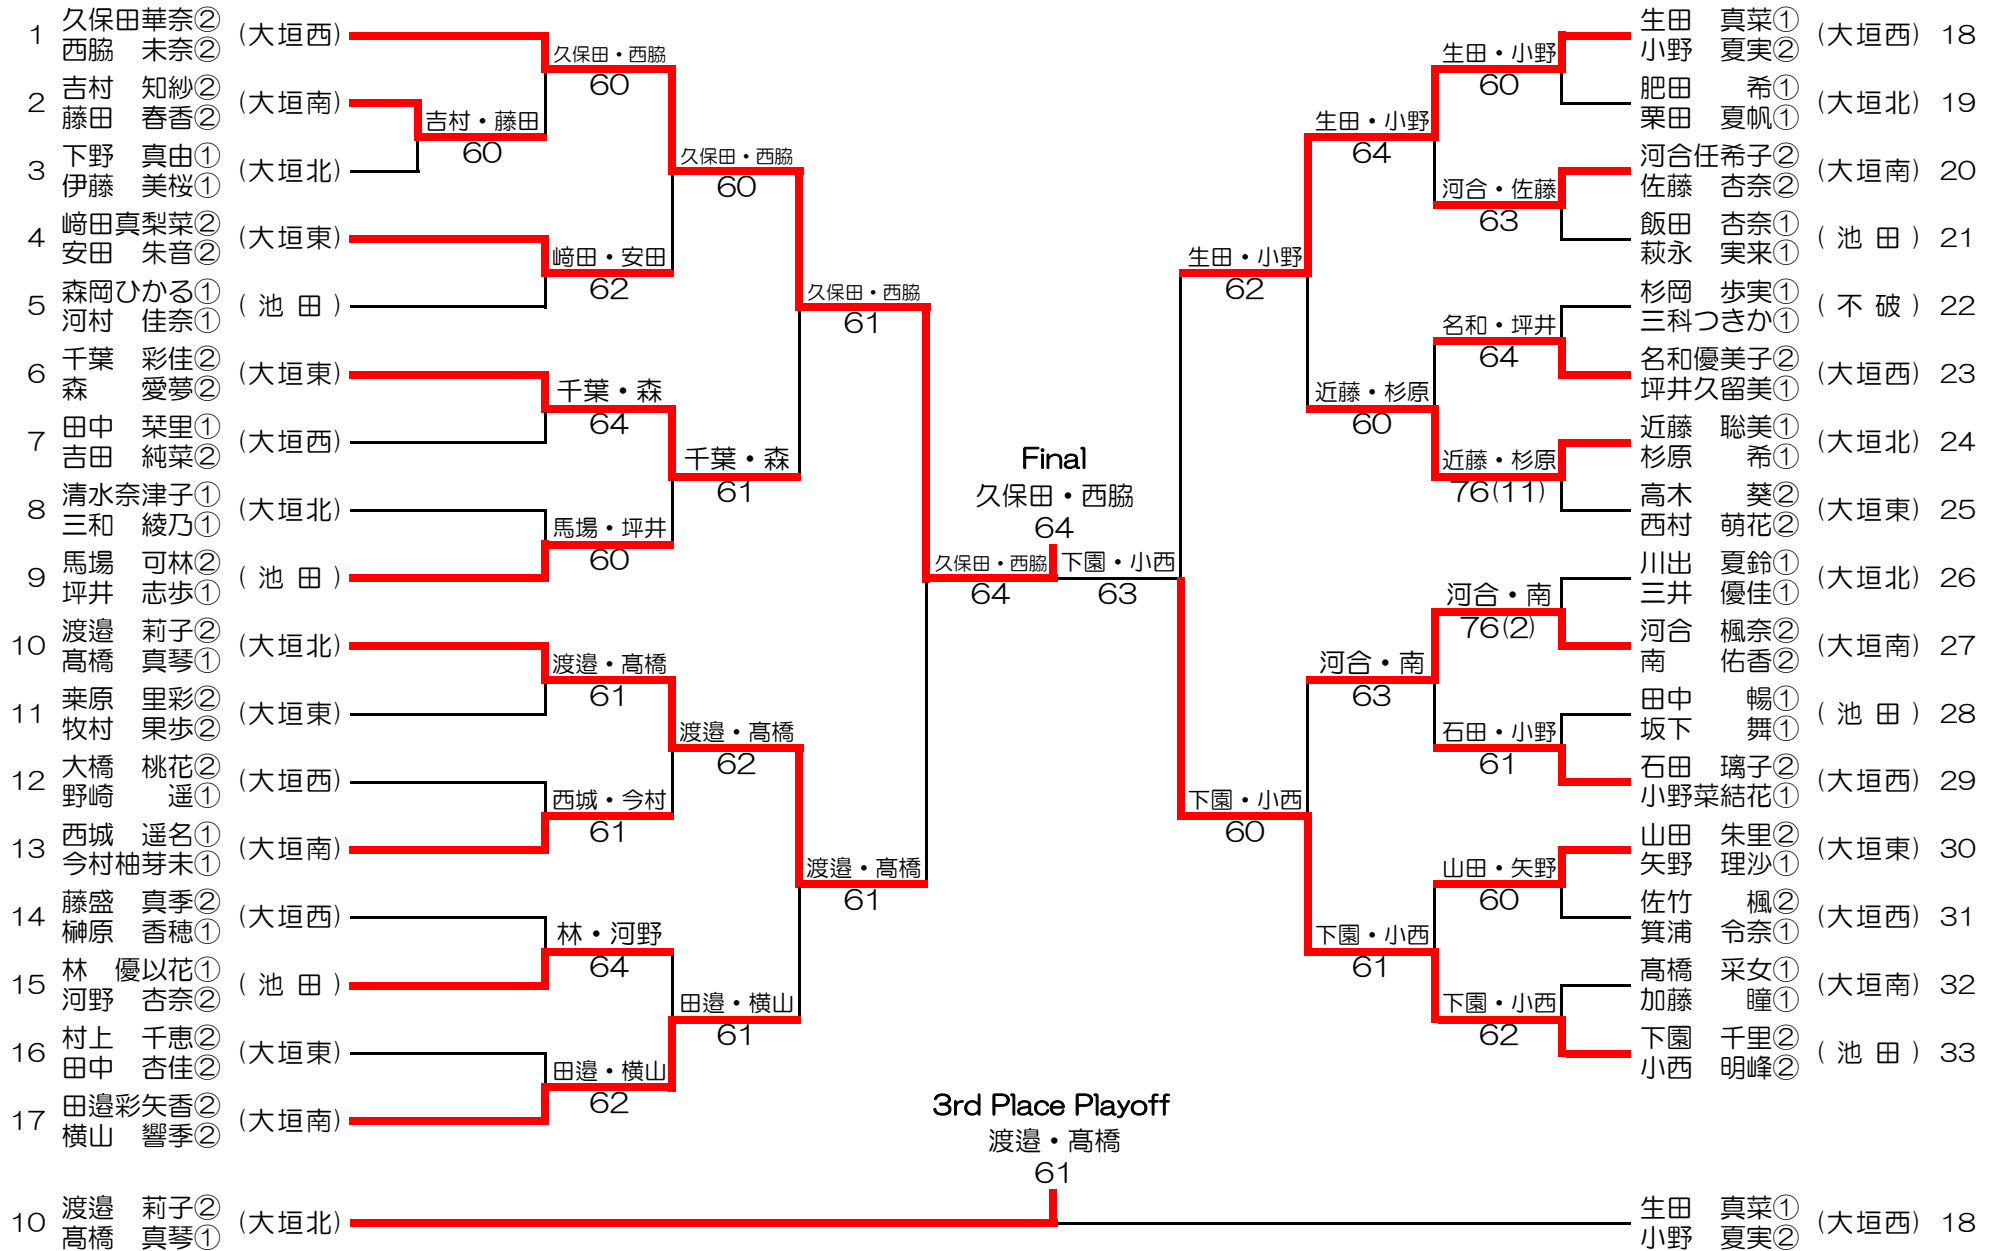 1 久保田華奈② (大垣西)
西脇　未奈②
2 吉村　知紗② (大垣南)
藤田　春香②
3 下野　真由① (大垣北)
伊藤　美桜①
4 﨑田真梨菜② (大垣東)
安田　朱音②
5 森岡ひかる① (池田)
河村　佳奈①
6 千葉　彩佳② (大垣東)
森　　愛夢②
7 田中　栞里① (大垣西)
吉田　純菜②
8 清水奈津子① (大垣北)
三和　綾乃①
9 馬場　可林② (池田)
坪井　志歩①
10 渡邉　莉子② (大垣北)
髙橋　真琴①
11 桒原　里彩② (大垣東)
牧村　果歩②
12 大橋　桃花② (大垣西)
野崎　　遥①
13 西城　遥名① (大垣南)
今村柚芽未①
14 藤盛　真季② (大垣西)
榊原　香穂①
15 林　優以花① (池田)
河野　杏奈②
16 村上　千恵② (大垣東)
田中　杏佳②
17 田邉彩矢香② (大垣南)
横山　響季②
久保田・西脇
60
吉村・藤田
60
﨑田・安田
62
千葉・森
64
馬場・坪井
60
渡邉・髙橋
61
西城・今村
61
林・河野
64
田邉・横山
62
久保田・西脇
60
千葉・森
61
渡邉・髙橋
62
田邉・横山
61
久保田・西脇
61
渡邉・髙橋
61
久保田・西脇
64
Final
久保田・西脇
64
下園・小西
63
生田・小野
62
下園・小西
60
生田・小野
64
近藤・杉原
60
河合・南
63
下園・小西
61
生田・小野
60
河合・佐藤
63
名和・坪井
64
近藤・杉原
76(11)
河合・南
76(2)
石田・小野
61
山田・矢野
60
下園・小西
62
生田　真菜① (大垣西) 18
小野　夏実②
肥田　　希① (大垣北) 19
栗田　夏帆①
河合任希子② (大垣南) 20
佐藤　杏奈②
飯田　杏奈① (池田) 21
萩永　実来①
杉岡　歩実① (不破) 22
三科つきか①
名和優美子② (大垣西) 23
坪井久留美①
近藤　聡美① (大垣北) 24
杉原　　希①
高木　　葵② (大垣東) 25
西村　萌花②
川出　夏鈴① (大垣北) 26
三井　優佳①
河合　楓奈② (大垣南) 27
南　　佑香②
田中　　暢① (池田) 28
坂下　　舞①
石田　璃子② (大垣西) 29
小野菜結花①
山田　朱里② (大垣東) 30
矢野　理沙①
佐竹　　楓② (大垣西) 31
箕浦　令奈①
髙橋　采女① (大垣南) 32
加藤　　瞳①
下園　千里② (池田) 33
小西　明峰②
3rd Place Playoff
渡邉・髙橋
61
10 渡邉　莉子② (大垣北)
髙橋　真琴①
生田　真菜① (大垣西) 18
小野　夏実②